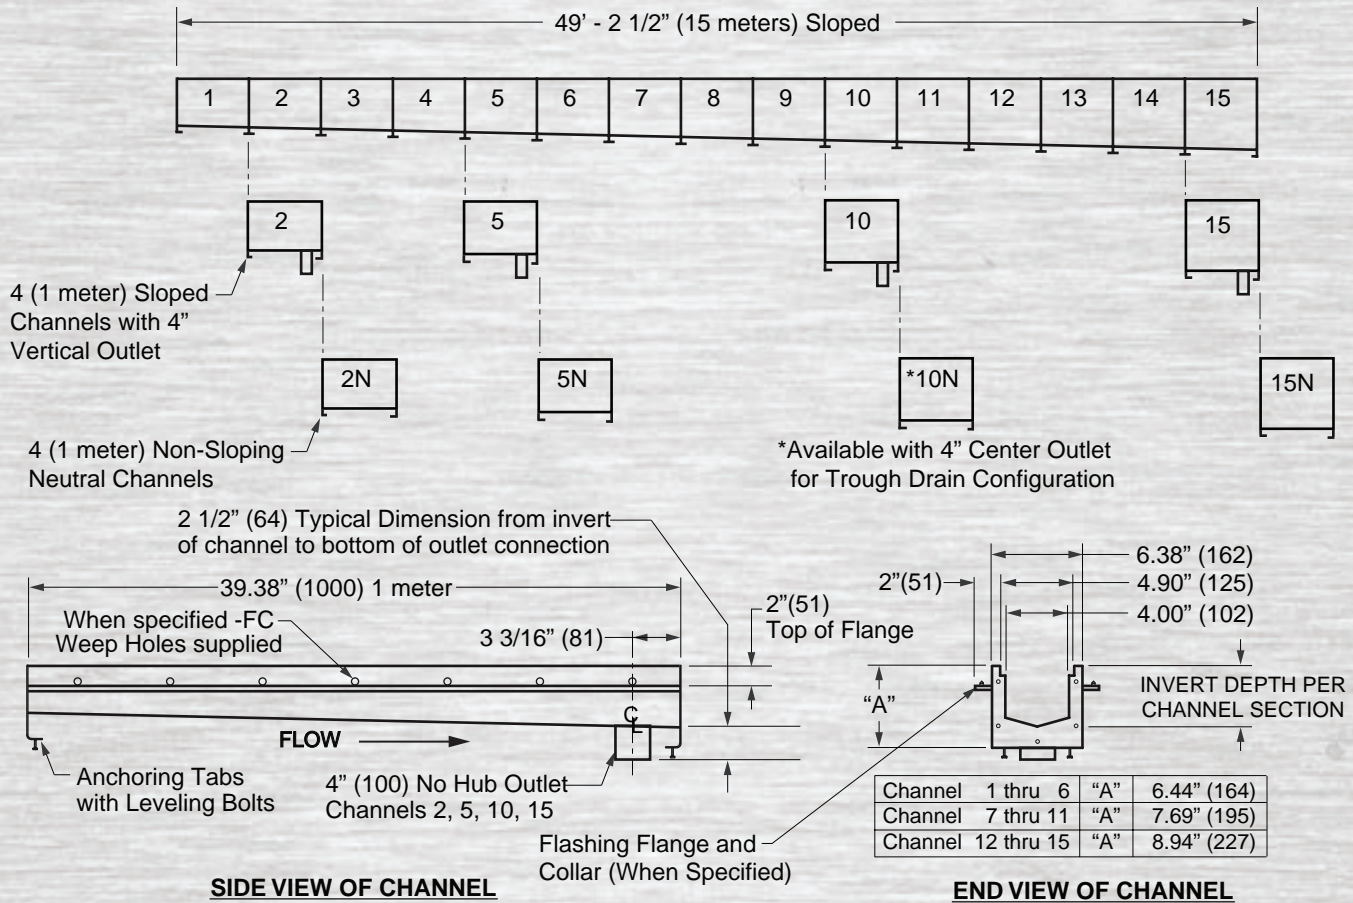 49’ - 2 1/2” (15 meters) Sloped
1 2 3 4 5 6 7 8 9 10 11 12 13 14 15
2 5 10 15
4 (1 meter) Sloped
Channels with 4”
Vertical Outlet
2N 5N *10N 15N
4 (1 meter) Non-Sloping
Neutral Channels
*Available with 4” Center Outlet
for Trough Drain Configuration
2 1/2” (64) Typical Dimension from invert
of channel to bottom of outlet connection
39.38” (1000) 1 meter
When specified -FC
Weep Holes supplied
3 3/16” (81)
2”(51)
Top of Flange
CL
FLOW
Anchoring Tabs
with Leveling Bolts
4” (100) No Hub Outlet
Channels 2, 5, 10, 15
SIDE VIEW OF CHANNEL
6.38” (162)
2”(51)
4.90” (125)
4.00” (102)
“A”
INVERT DEPTH PER
CHANNEL SECTION
Flashing Flange and
Collar (When Specified)
Channel 1 thru 6 “A” 6.44” (164)
Channel 7 thru 11 “A” 7.69” (195)
Channel 12 thru 15 “A” 8.94” (227)
END VIEW OF CHANNEL